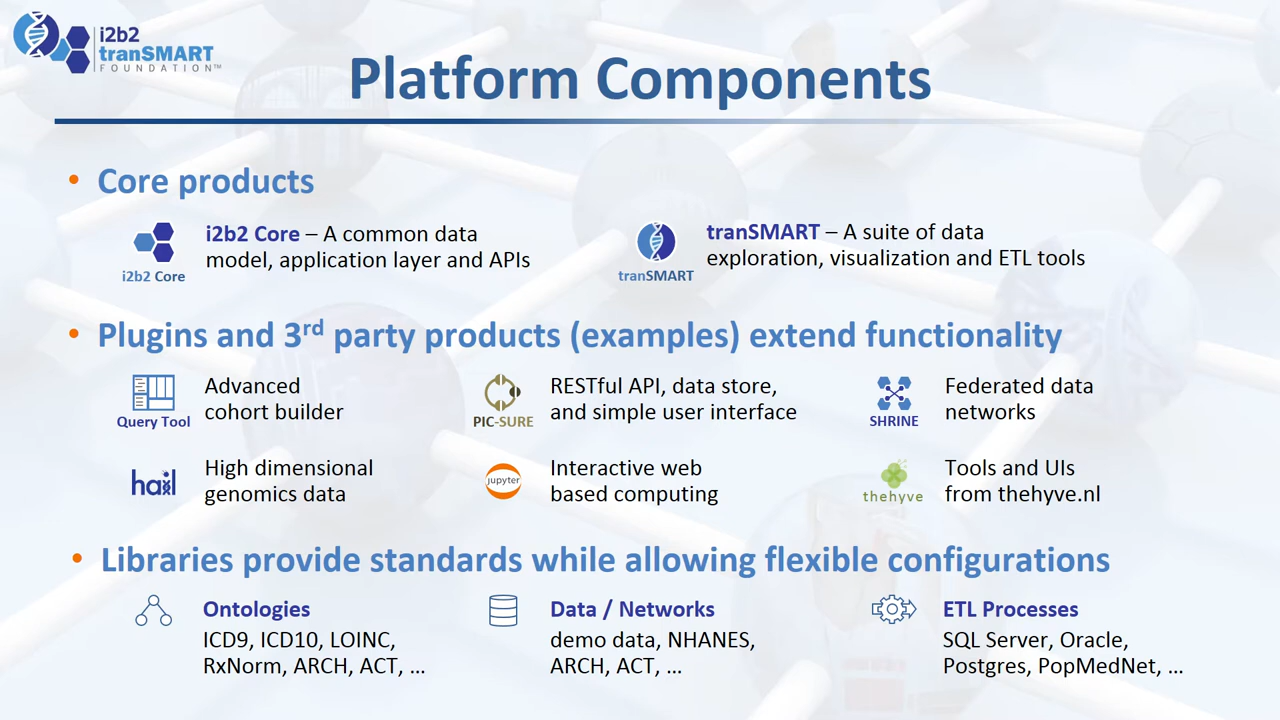 i2b2
tranSMART
FOUNDATION™
Platform Components
• Core products
i2b2 Core
i2b2 Core – A common data
model, application layer and APIs
tranSMART
tranSMART – A suite of data
exploration, visualization and ETL tools
• Plugins and 3rd party products (examples) extend functionality
Query Tool
Advanced
cohort builder
PIC-SURE
RESTful API, data store,
and simple user interface
SHRINE
Federated data
networks
hail
High dimensional
genomics data
jupyter
Interactive web
based computing
thehyve
Tools and UIs
from thehyve.nl
• Libraries provide standards while allowing flexible configurations
Ontologies
ICD9, ICD10, LOINC,
RxNorm, ARCH, ACT, ...
Data / Networks
demo data, NHANES,
ARCH, ACT, ...
ETL Processes
SQL Server, Oracle,
Postgres, PopMedNet, ...